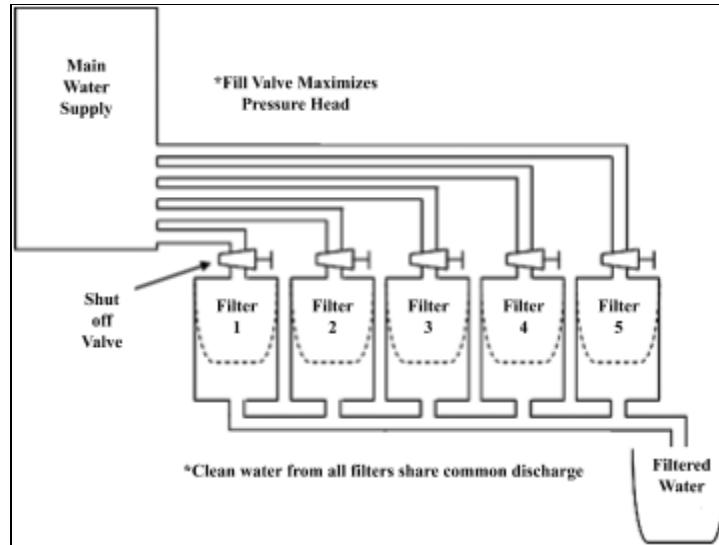 Main
Water
Supply
*Fill Valve Maximizes
Pressure Head
Shut
off
Valve
Filter
1
Filter
2
Filter
3
Filter
4
Filter
5
*Clean water from all filters share common discharge
Filtered
Water